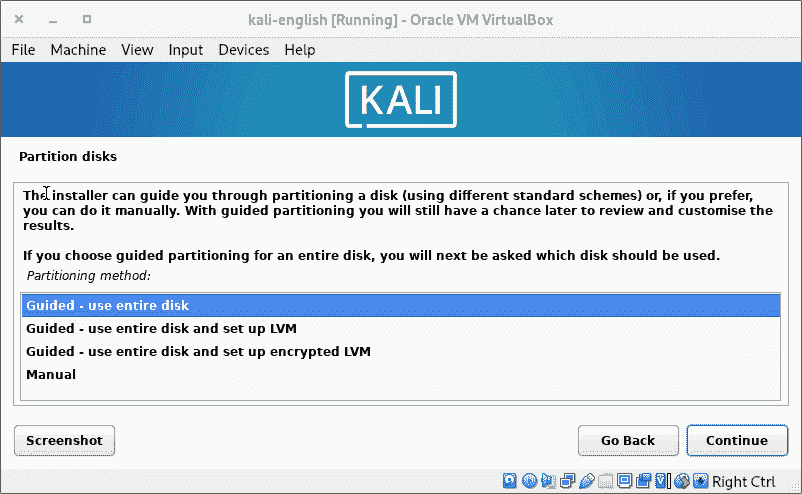 kali-english [Running] - Oracle VM VirtualBox
File Machine View Input Devices Help
KALI
Partition disks
The installer can guide you through partitioning a disk (using different standard schemes) or, if you prefer,
you can do it manually. With guided partitioning you will still have a chance later to review and customise the
results.
If you choose guided partitioning for an entire disk, you will next be asked which disk should be used.
Partitioning method:
Guided - use entire disk
Guided - use entire disk and set up LVM
Guided - use entire disk and set up encrypted LVM
Manual
Screenshot Go Back Continue
Right Ctrl